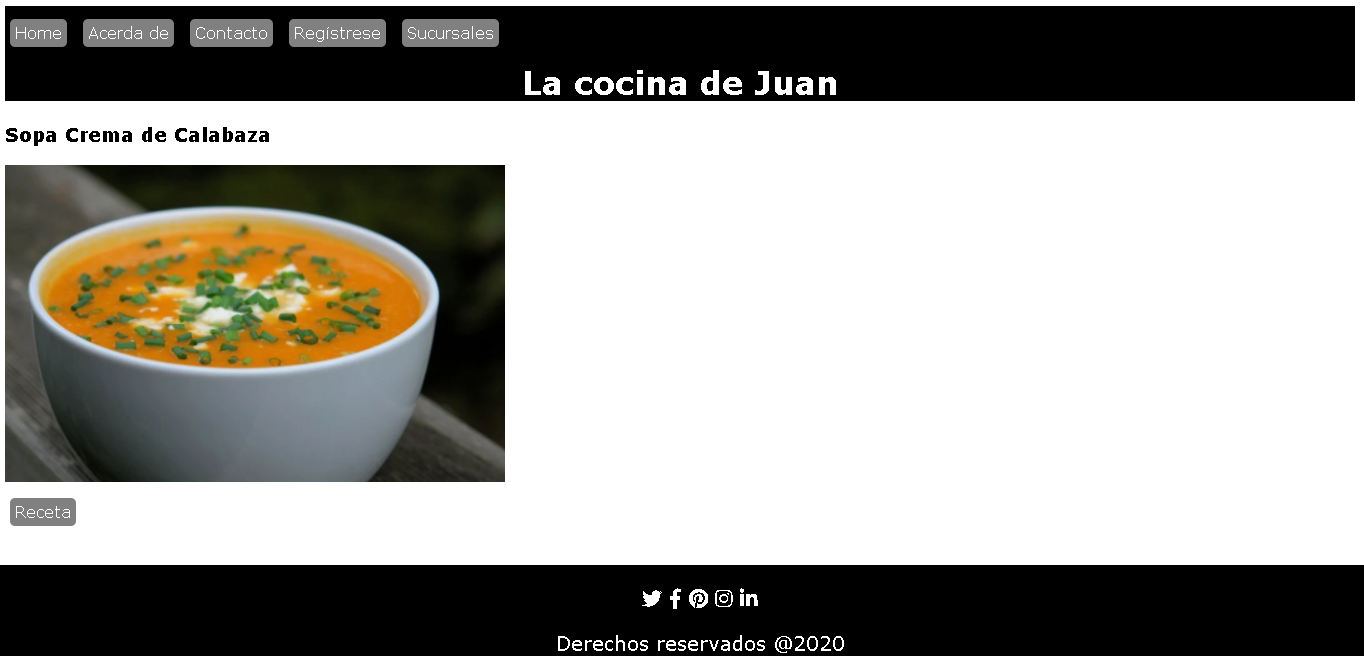 Home Acerda de Contacto Regístrese Sucursales
La cocina de Juan
Sopa Crema de Calabaza
Receta
Derechos reservados @2020